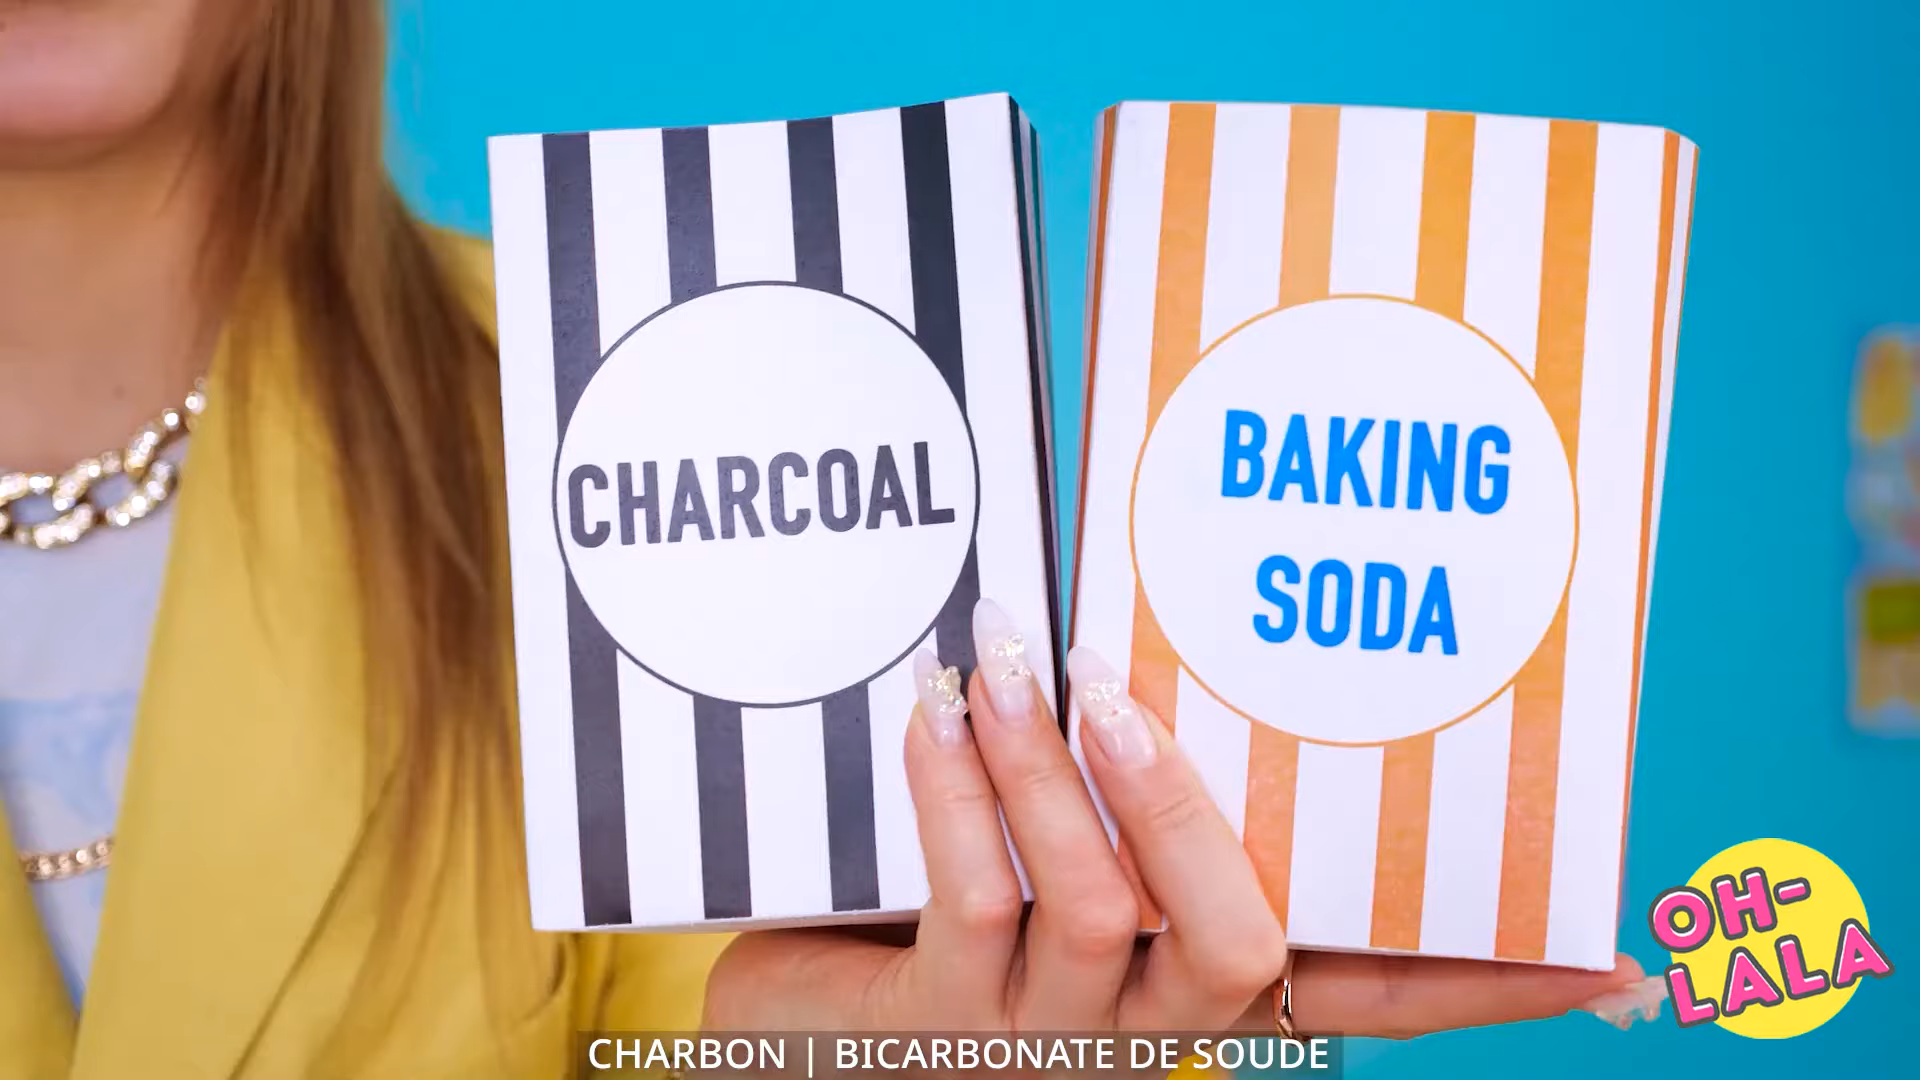 CHARCOAL
BAKING
SODA
OH-
LALA
CHARBON | BICARBONATE DE SOUDE